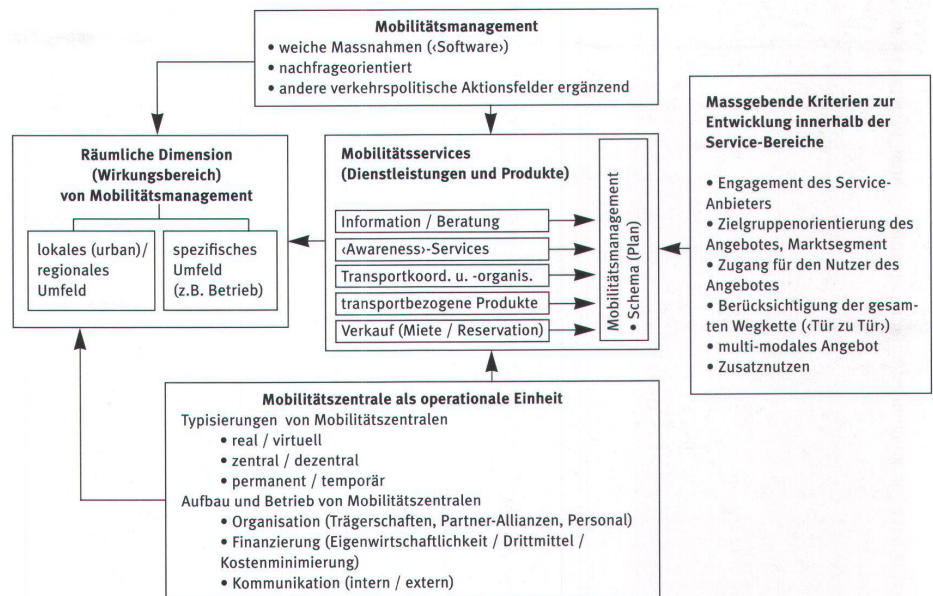 Mobilitätsmanagement
• weiche Massnahmen (‹Software›)
• nachfrageorientiert
• andere verkehrspolitische Aktionsfelder ergänzend
Räumliche Dimension
(Wirkungsbereich)
von Mobilitätsmanagement
lokales (urban)/
regionales
Umfeld
spezifisches
Umfeld
(z.B. Betrieb)
Mobilitätsservices
(Dienstleistungen und Produkte)
Information / Beratung
‹Awareness›-Services
Transportkoord. u. -organis.
transportbezogene Produkte
Verkauf (Miete / Reservation)
Mobilitätsmanagement
• Schema (Plan)
Massgebende Kriterien zur
Entwicklung innerhalb der
Service-Bereiche
• Engagement des Service-
Anbieters
• Zielgruppenorientierung des
Angebotes, Marktsegment
• Zugang für den Nutzer des
Angebotes
• Berücksichtigung der gesam-
ten Wegkette (‹Tür zu Tür›)
• multi-modales Angebot
• Zusatznutzen
Mobilitätszentrale als operationale Einheit
Typisierungen von Mobilitätszentralen
• real / virtuell
• zentral / dezentral
• permanent / temporär
Aufbau und Betrieb von Mobilitätszentralen
• Organisation (Trägerschaften, Partner-Allianzen, Personal)
• Finanzierung (Eigenwirtschaftlichkeit / Drittmittel /
Kostenminimierung)
• Kommunikation (intern / extern)